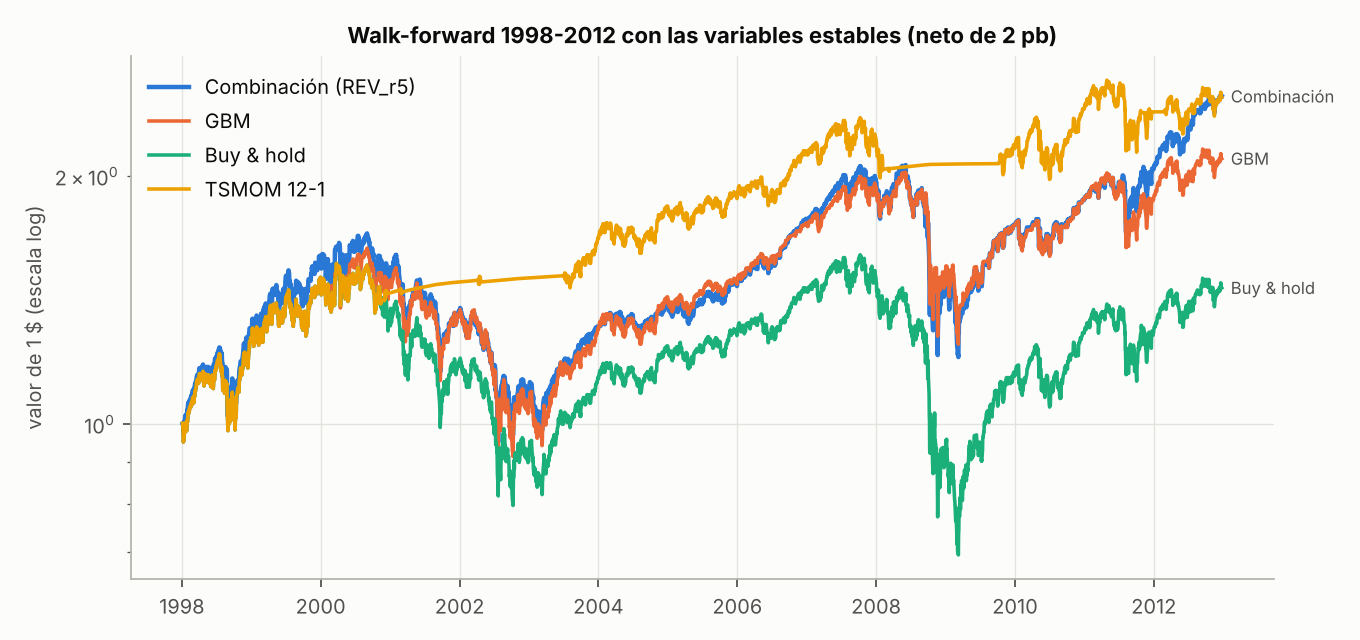 Walk-forward 1998-2012 con las variables estables (neto de 2 pb)
Combinación (REV_r5)
GBM
Buy & hold
TSMOM 12-1
valor de 1 $ (escala log)
2 × 10⁰
10⁰
Combinación
GBM
Buy & hold
1998 2000 2002 2004 2006 2008 2010 2012